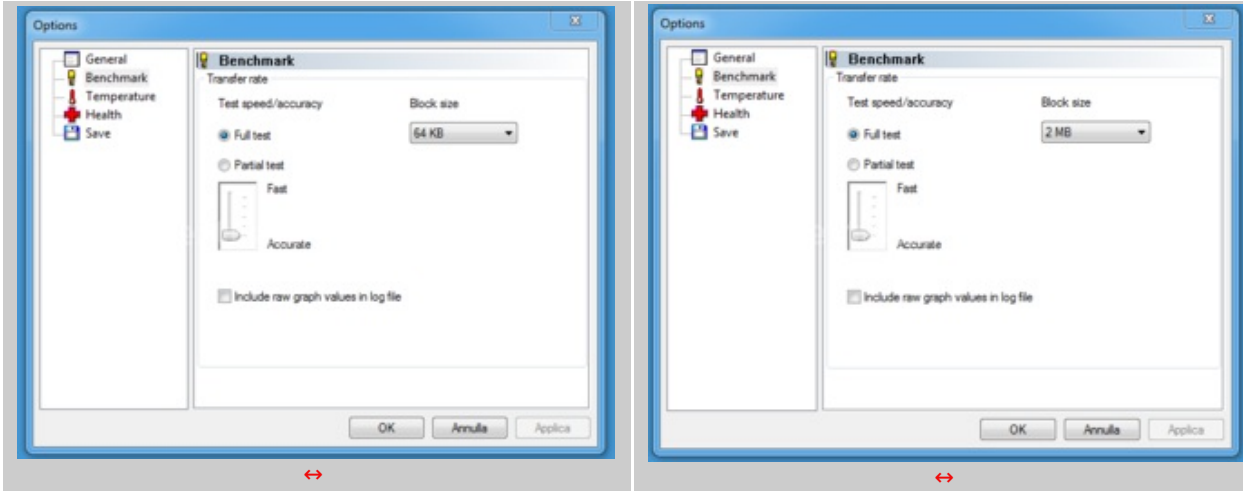 Options
General
Benchmark
Temperature
Health
Save
Benchmark
Transfer rate
Test speed/accuracy
Block size
Full test
64 KB
Partial test
Fast
Accurate
Include raw graph values in log file
OK
Annulla
Applica
Options
General
Benchmark
Temperature
Health
Save
Benchmark
Transfer rate
Test speed/accuracy
Block size
Full test
2 MB
Partial test
Fast
Accurate
Include raw graph values in log file
OK
Annulla
Applica